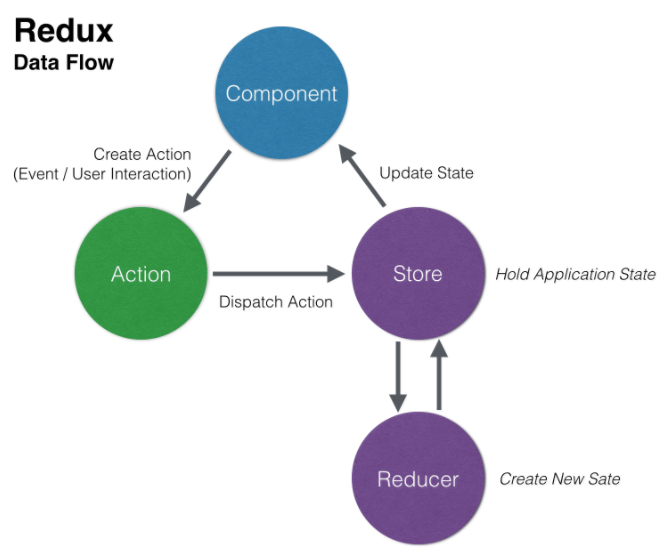 Redux
Data Flow
Component
Create Action
(Event / User Interaction)
Update State
Action
Dispatch Action
Store
Hold Application State
Reducer
Create New Sate